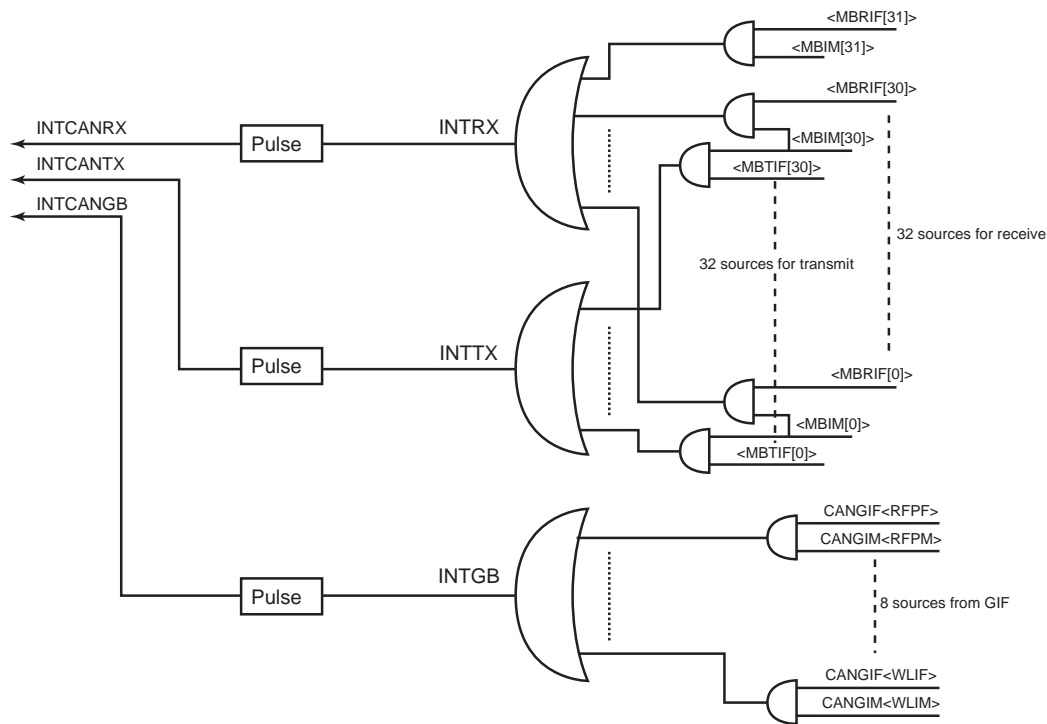 <MBRIF[31]>
<MBIM[31]>
<MBRIF[30]>
INTCANRX
Pulse
INTRX
<MBIM[30]>
INTCANTX
<MBTIF[30]>
INTCANGB
32 sources for receive
32 sources for transmit
Pulse
INTTX
<MBRIF[0]>
<MBIM[0]>
<MBTIF[0]>
CANGIF<RFPF>
CANGIM<RFPM>
Pulse
INTGB
8 sources from GIF
CANGIF<WLIF>
CANGIM<WLIM>